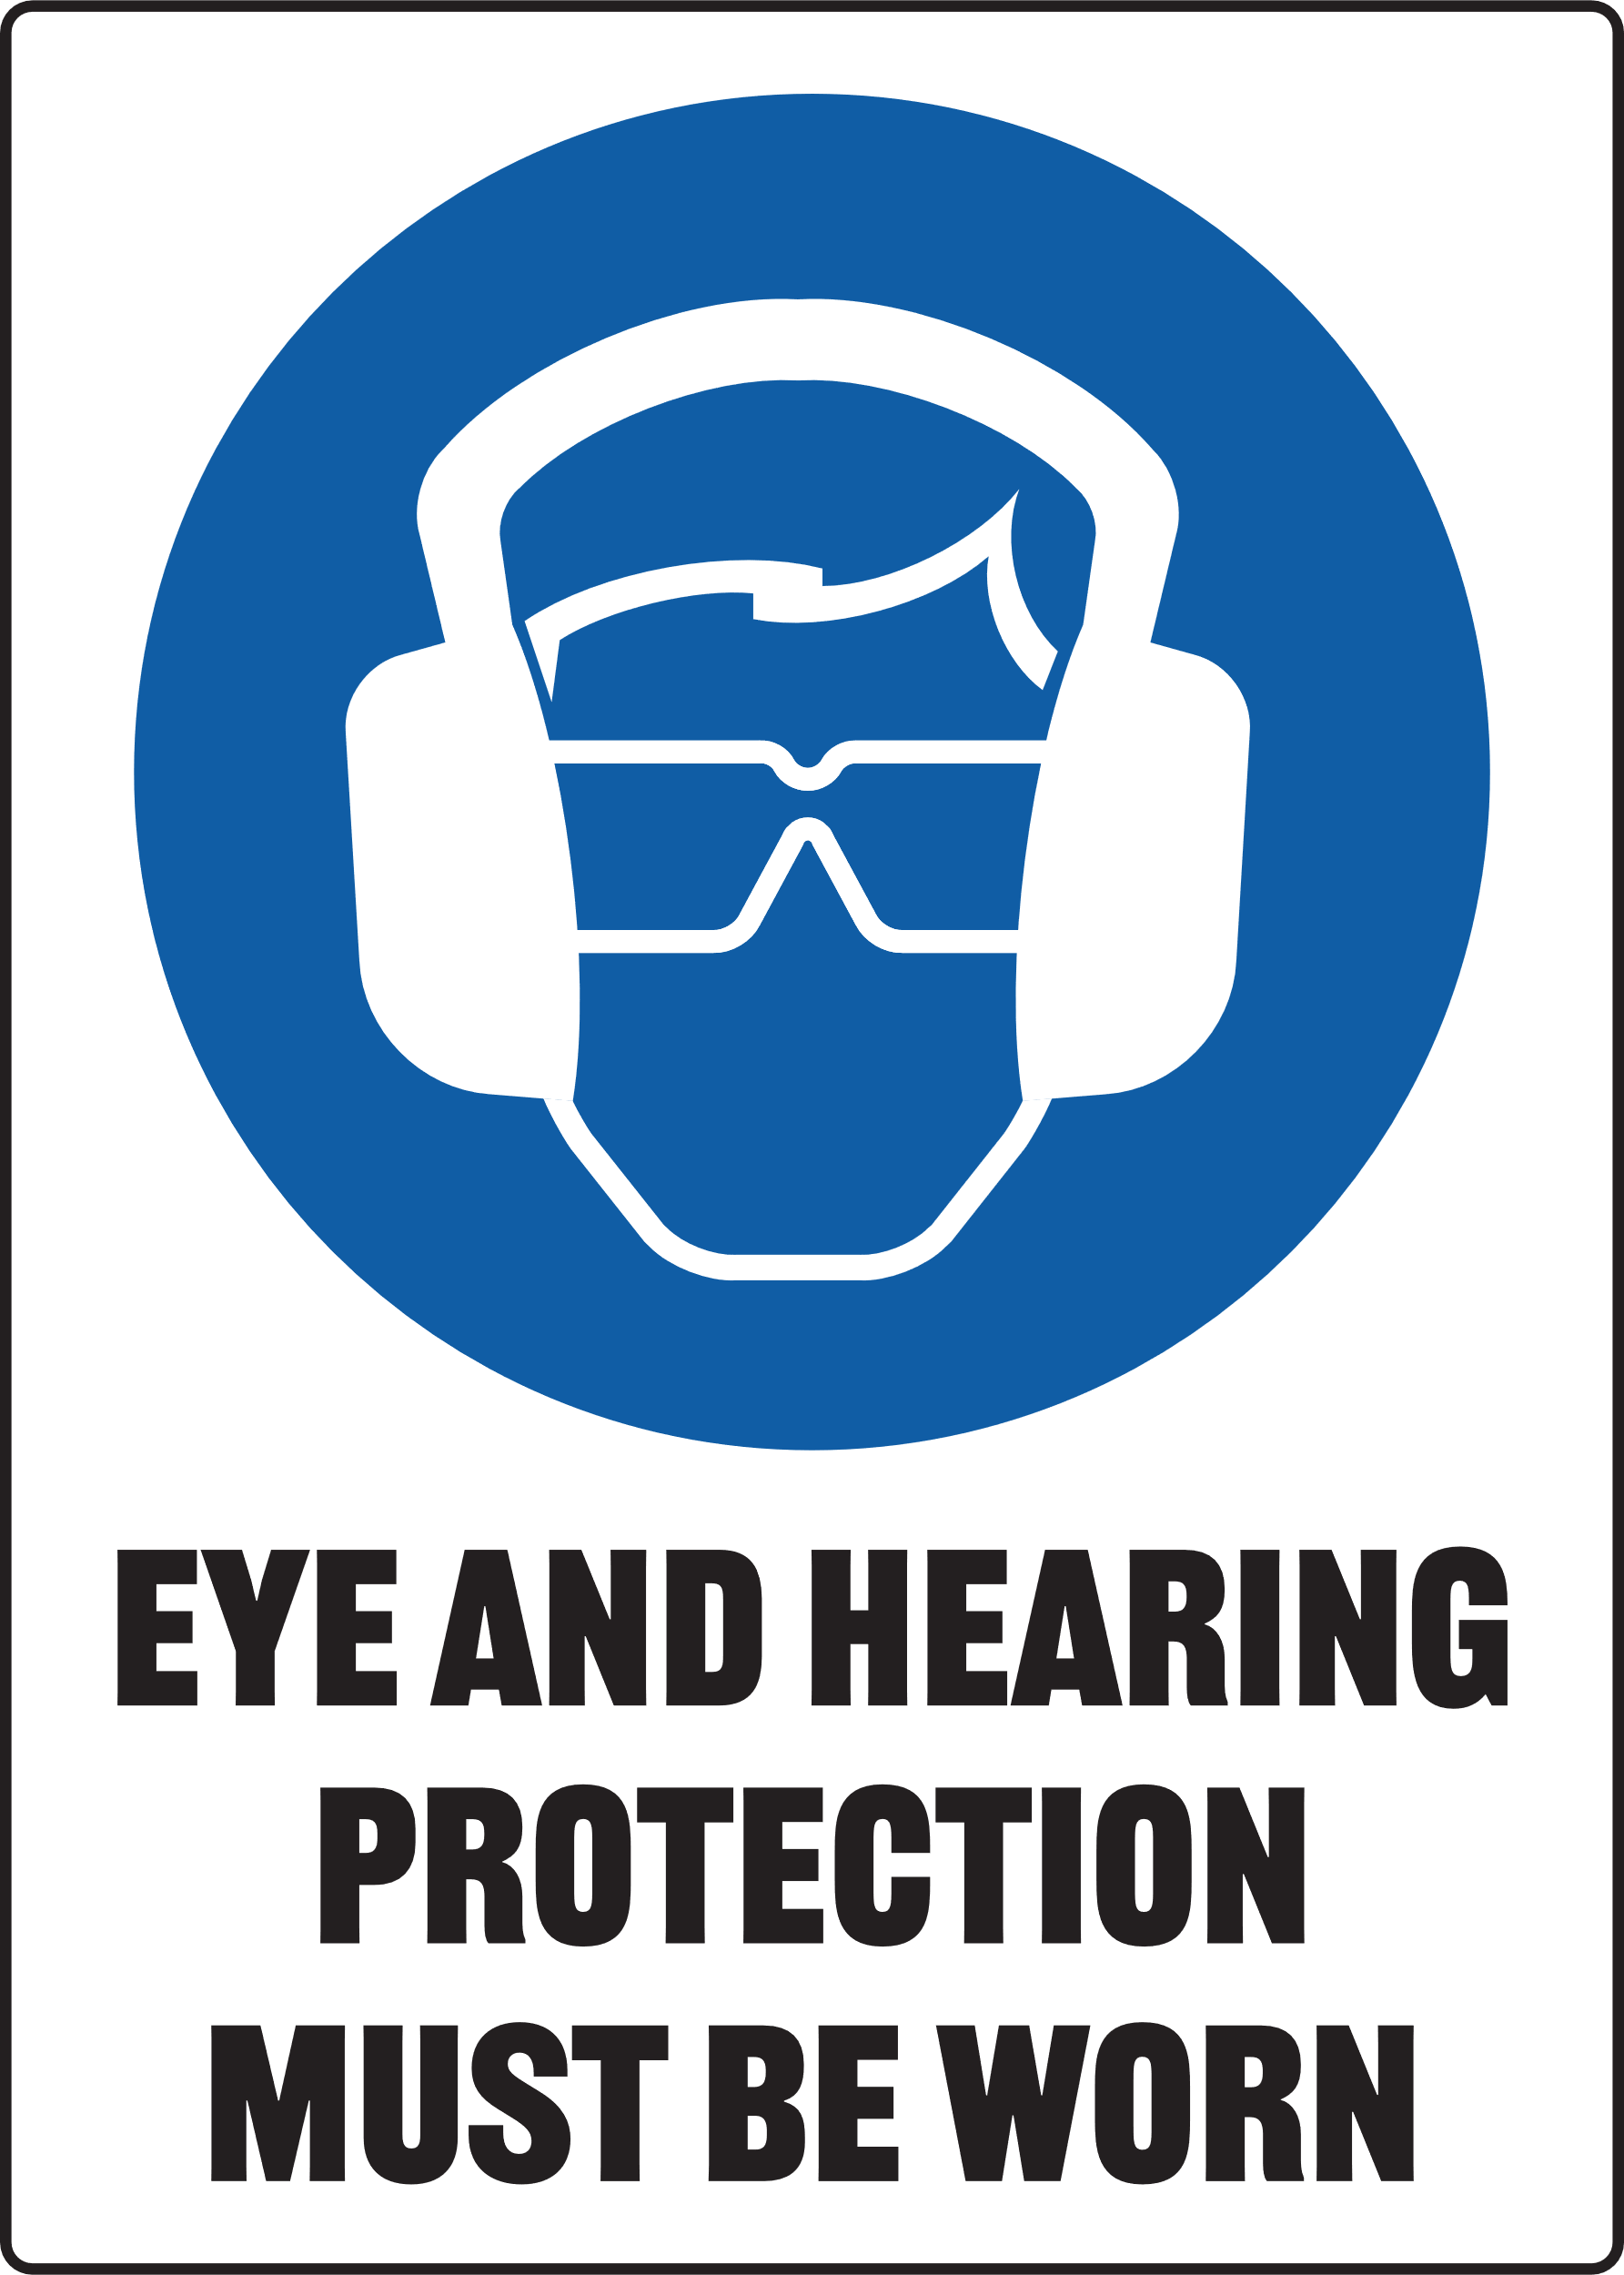 EYE AND HEARING
PROTECTION
MUST BE WORN